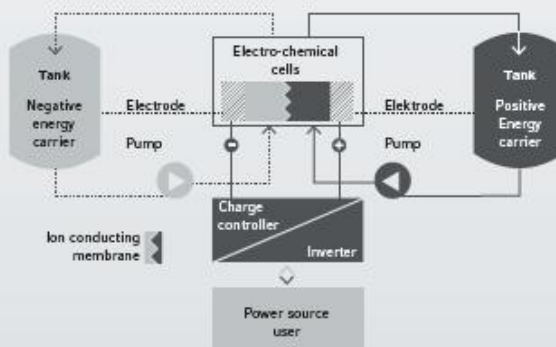 Electro-chemical
cells
Tank
Negative
energy
carrier
Electrode
Elektrode
Tank
Positive
Energy
carrier
Pump
Pump
Charge
controller
Inverter
Ion conducting
membrane
Power source
user